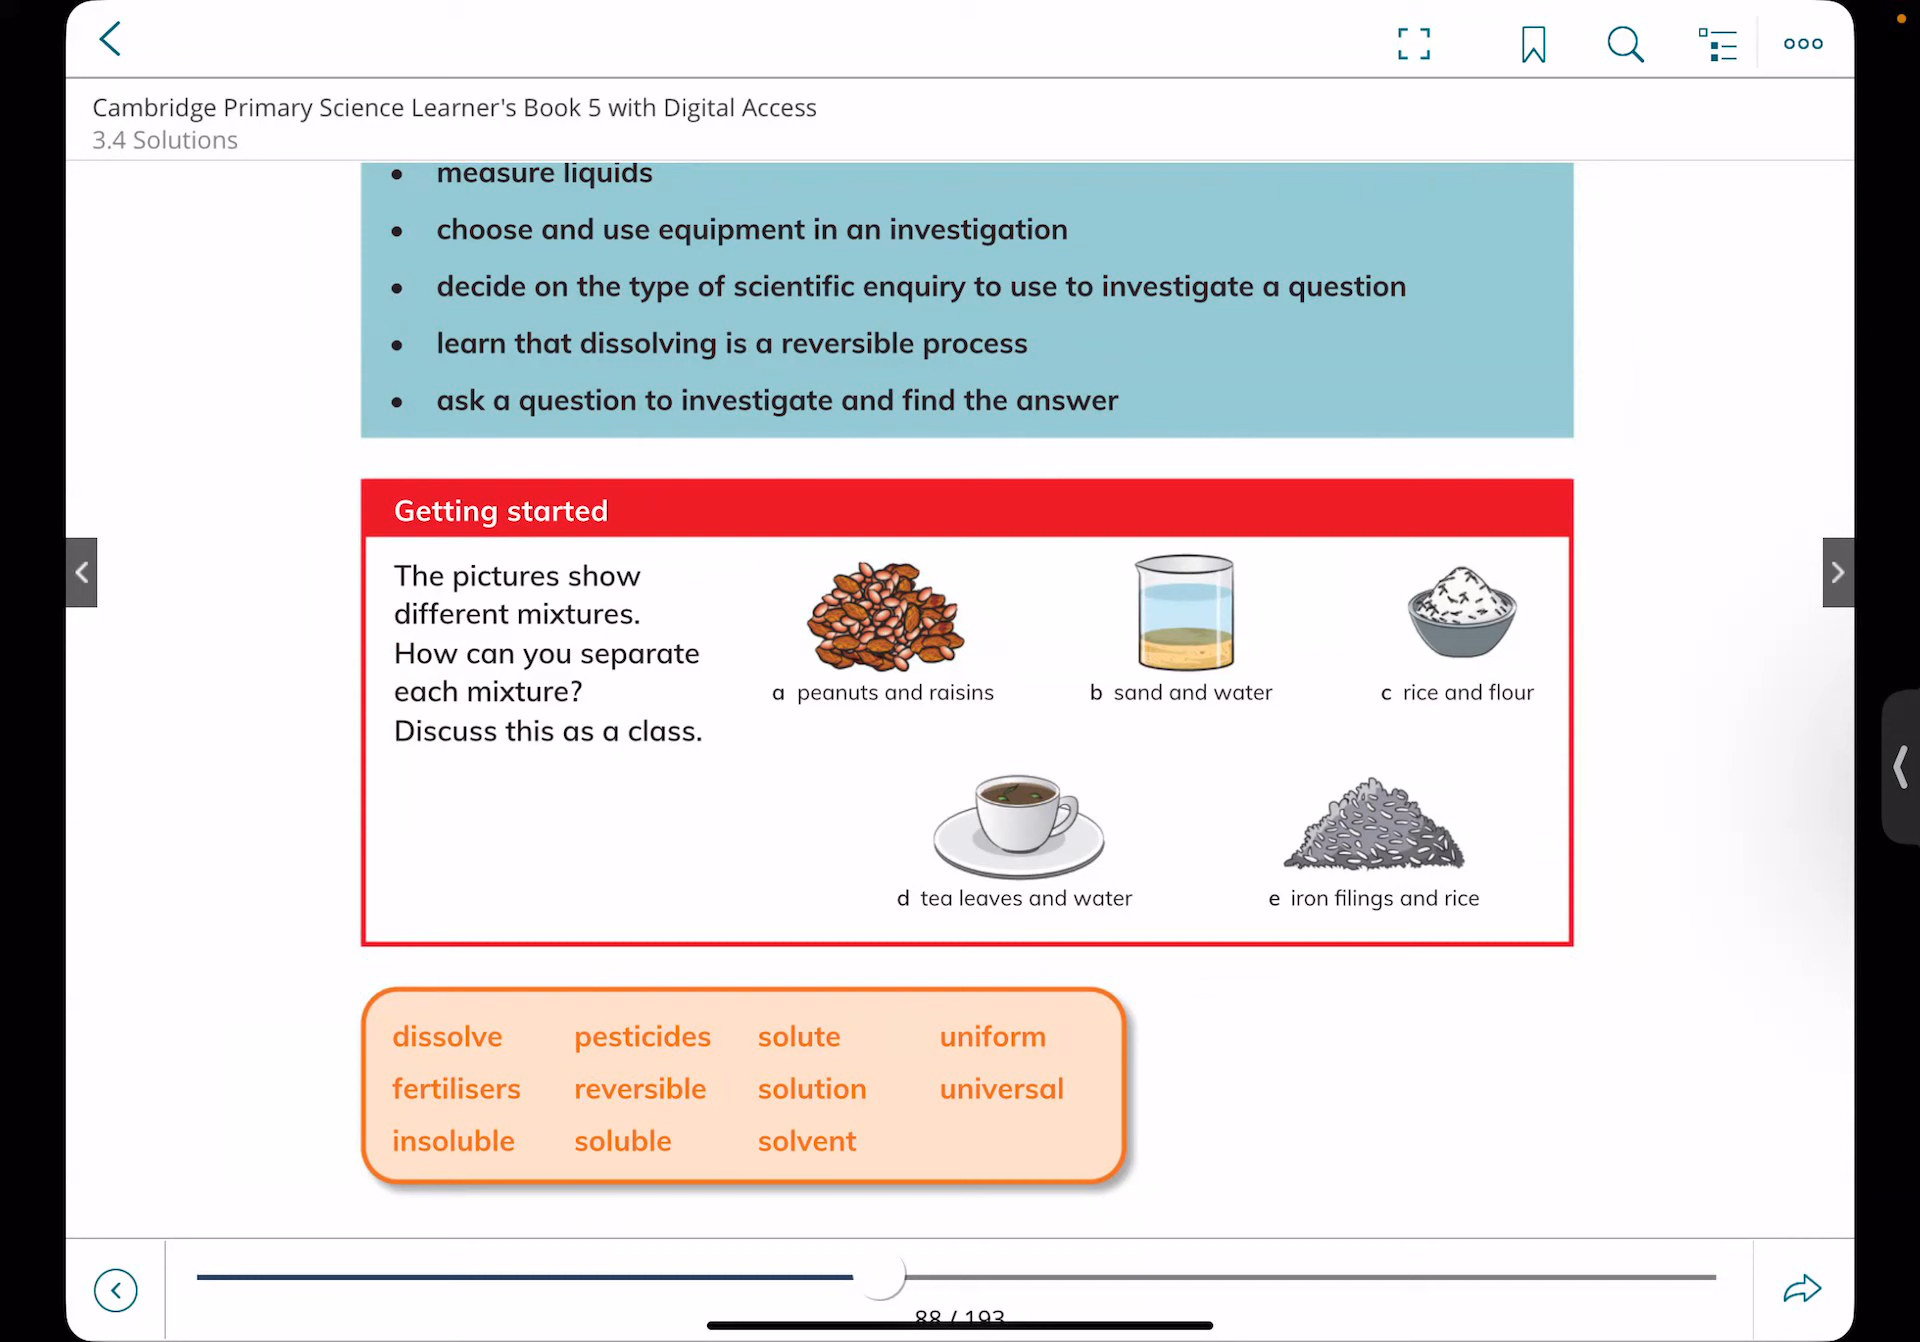 Cambridge Primary Science Learner's Book 5 with Digital Access
3.4 Solutions
• measure liquids
• choose and use equipment in an investigation
• decide on the type of scientific enquiry to use to investigate a question
• learn that dissolving is a reversible process
• ask a question to investigate and find the answer
Getting started
The pictures show
different mixtures.
How can you separate
each mixture?
Discuss this as a class.
a peanuts and raisins
b sand and water
c rice and flour
d tea leaves and water
e iron filings and rice
dissolve pesticides solute uniform
fertilisers reversible solution universal
insoluble soluble solvent
88 / 193